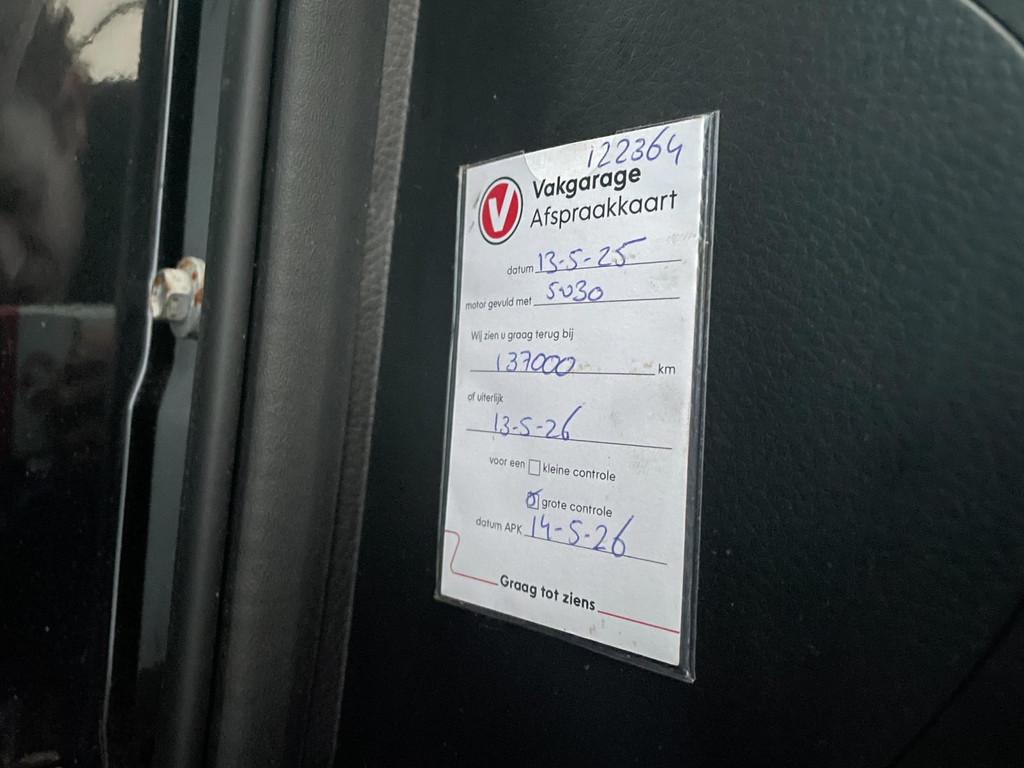 122364
V
Vakgarage
Afspraakkaart
datum 13-5-25
motor gevuld met 5W30
Wij zien u graag terug bij
137000 km
of uiterlijk
13-5-26
voor een kleine controle
grote controle
datum APK 14-5-26
Graag tot ziens